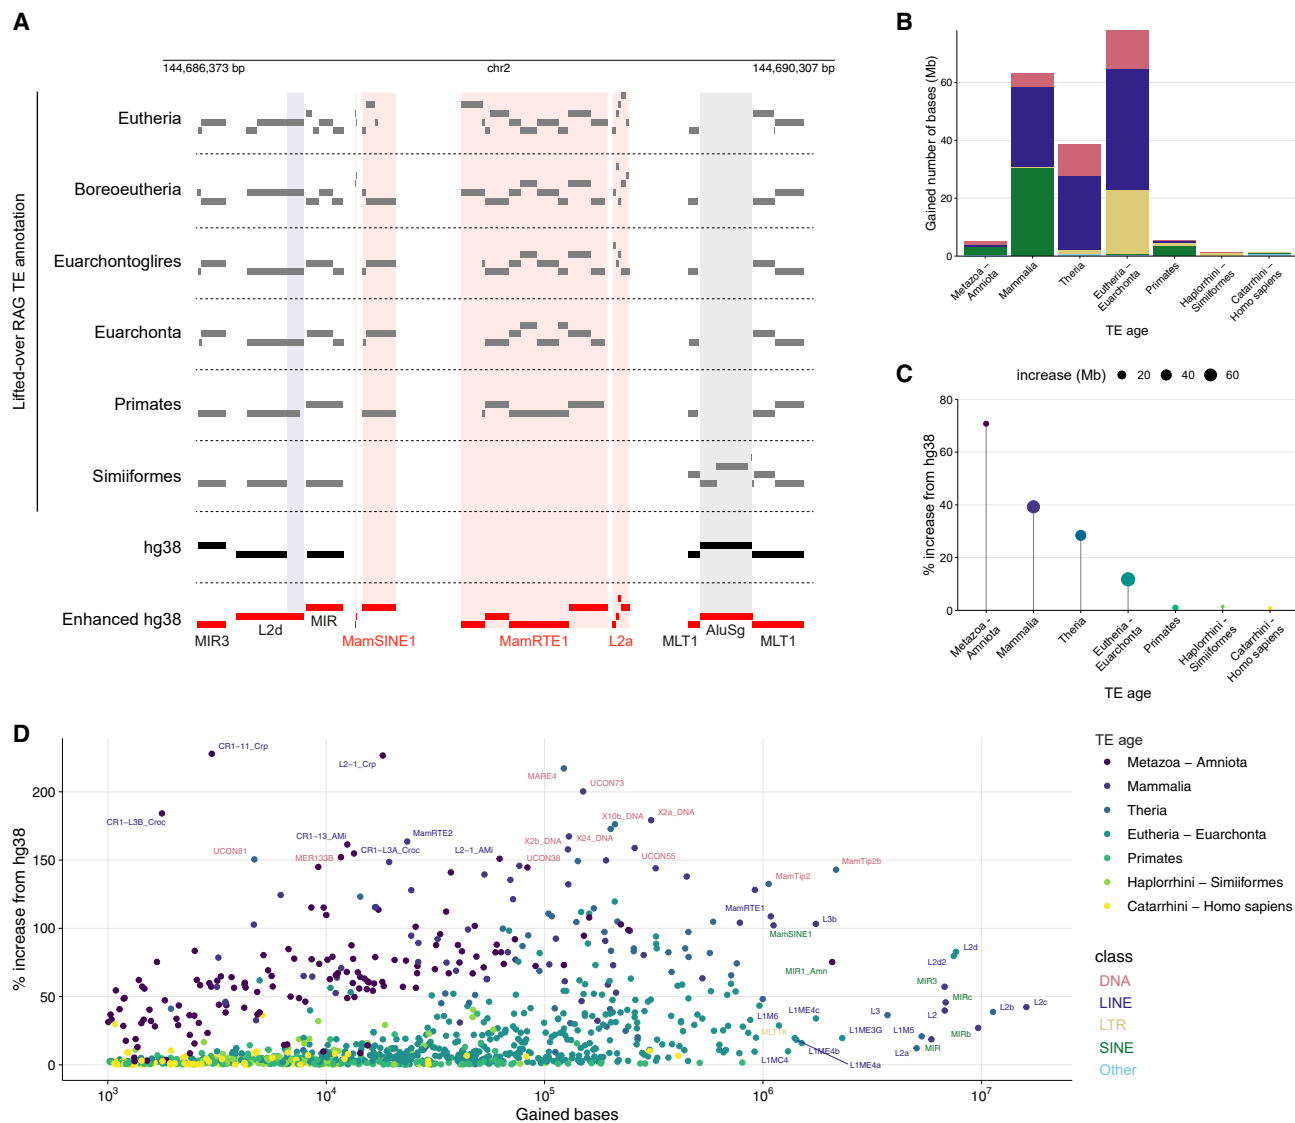 A
144,686,373 bp
chr2
144,690,307 bp
Lifted-over RAG TE annotation
Eutheria
Boreoeutheria
Euarchontoglires
Euarchonta
Primates
Simiiformes
hg38
Enhanced hg38
MIR3
L2d
MIR
MamSINE1
MamRTE1
L2a
MLT1
AluSg
MLT1
B
Gained number of bases (Mb)
60
40
20
0
Metazoa –
Amniota
Mammalia
Theria
Eutheria –
Euarchonta
Primates
Haplorrhini –
Simiiformes
Catarrhini –
Homo sapiens
TE age
C
increase (Mb)
20
40
60
% increase from hg38
80
60
40
20
0
Metazoa –
Amniota
Mammalia
Theria
Eutheria –
Euarchonta
Primates
Haplorrhini –
Simiiformes
Catarrhini –
Homo sapiens
TE age
D
% increase from hg38
200
150
100
50
0
CR1−11_Crp
L2−1_Crp
MARE4
UCON73
CR1−L3B_Croc
X10b_DNA
X2a_DNA
CR1−13_AMi
MamRTE2
X2b_DNA
X24_DNA
UCON81
MER133B
CR1−L3A_Croc
L2−1_AMi
UCON38
UCON55
MamTip2b
MamTip2
MamRTE1
L3b
MamSINE1
L2d
L2d2
MIR1_Amn
MIR3
MIRc
L2c
L2b
L2
L3
L1ME4c
L1M6
MLT1K
L1ME3G
L1M5
MIRb
MIR
L2a
L1ME4b
L1MC4
L1ME4a
10³
10⁴
10⁵
10⁶
10⁷
Gained bases
TE age
Metazoa – Amniota
Mammalia
Theria
Eutheria – Euarchonta
Primates
Haplorrhini – Simiiformes
Catarrhini – Homo sapiens
class
DNA
LINE
LTR
SINE
Other